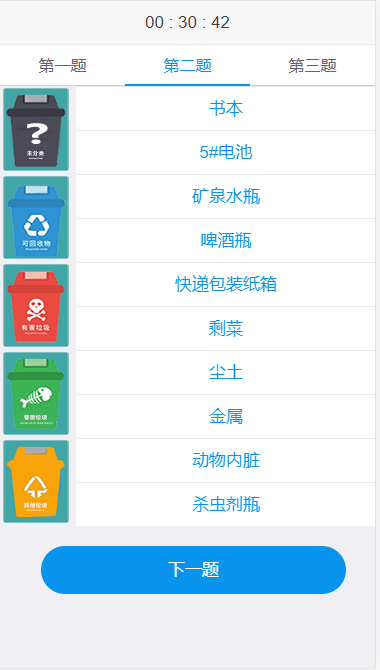 00 : 30 : 42
第一题 第二题 第三题
?
未分类
书本
5#电池
可回收物
矿泉水瓶
啤酒瓶
有害垃圾
快递包装纸箱
剩菜
餐厨垃圾
尘土
金属
其他垃圾
动物内脏
杀虫剂瓶
下一题